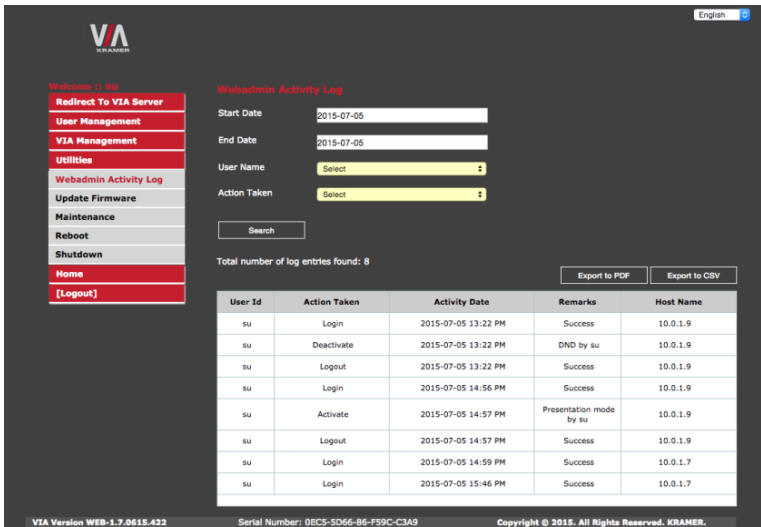 English
VIA
KRAMER
Welcome :: su
Redirect To VIA Server
User Management
VIA Management
Utilities
Webadmin Activity Log
Update Firmware
Maintenance
Reboot
Shutdown
Home
[Logout]
Webadmin Activity Log
Start Date 2015-07-05
End Date 2015-07-05
User Name Select
Action Taken Select
Search
Total number of log entries found: 8
Export to PDF Export to CSV
User Id Action Taken Activity Date Remarks Host Name
su Login 2015-07-05 13:22 PM Success 10.0.1.9
su Deactivate 2015-07-05 13:22 PM DND by su 10.0.1.9
su Logout 2015-07-05 13:22 PM Success 10.0.1.9
su Login 2015-07-05 14:56 PM Success 10.0.1.9
su Activate 2015-07-05 14:57 PM Presentation mode by su 10.0.1.9
su Logout 2015-07-05 14:57 PM Success 10.0.1.9
su Login 2015-07-05 14:59 PM Success 10.0.1.7
su Login 2015-07-05 15:46 PM Success 10.0.1.7
VIA Version WEB-1.7.0615.422 Serial Number: 0EC5-5D66-86-F59C-C3A9 Copyright © 2015. All Rights Reserved. KRAMER.